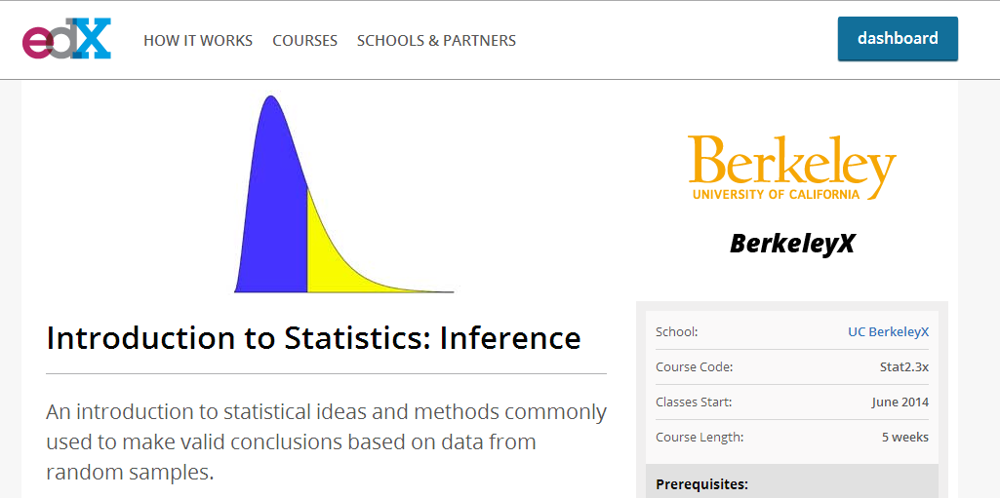 edX
HOW IT WORKS
COURSES
SCHOOLS & PARTNERS
dashboard
Berkeley
UNIVERSITY OF CALIFORNIA
BerkeleyX
Introduction to Statistics: Inference
An introduction to statistical ideas and methods commonly
used to make valid conclusions based on data from
random samples.
School: UC BerkeleyX
Course Code: Stat2.3x
Classes Start: June 2014
Course Length: 5 weeks
Prerequisites: